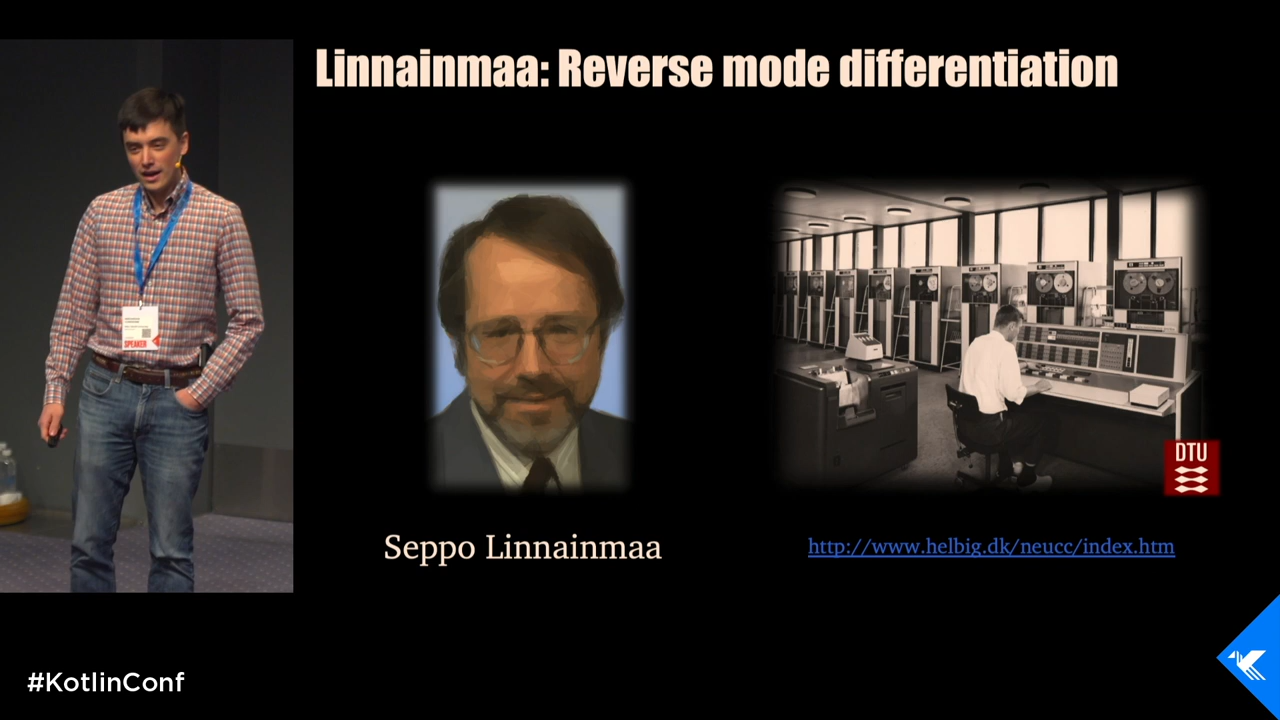 Linnainmaa: Reverse mode differentiation
SPEAKER
DTU
Seppo Linnainmaa
http://www.helbig.dk/neucc/index.htm
#KotlinConf